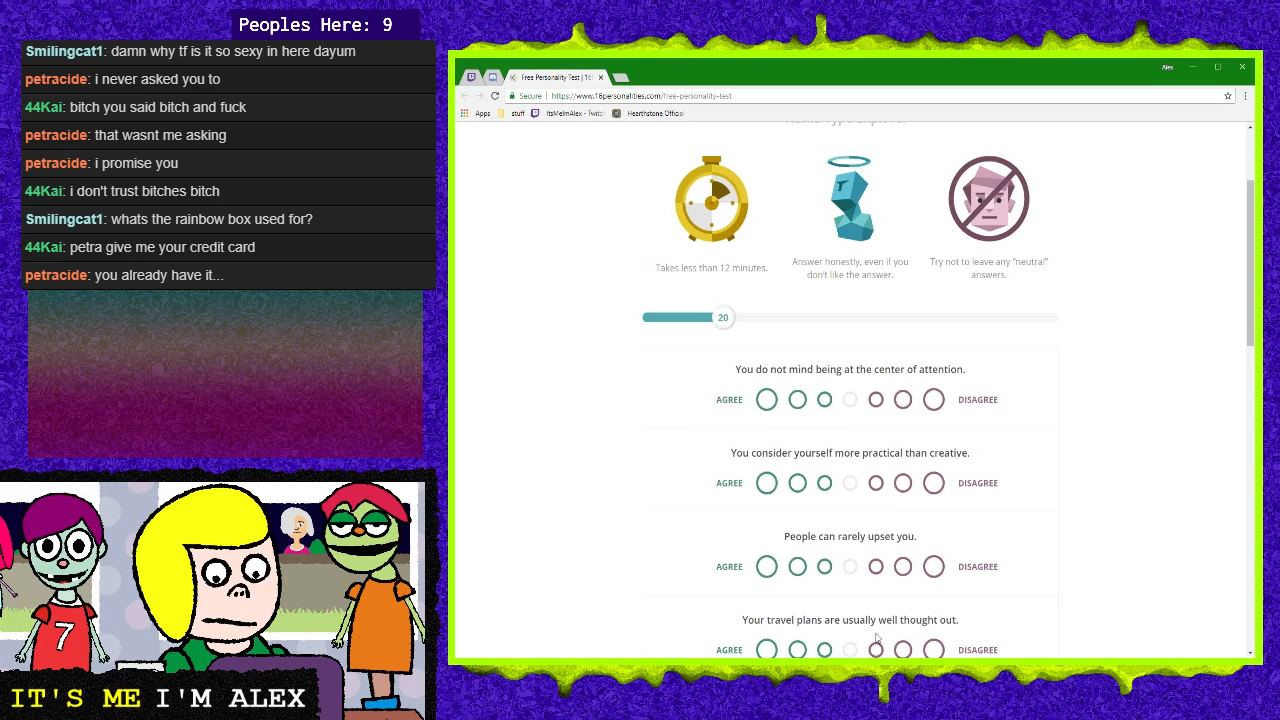 Peoples Here: 9
Smilingcat1: damn why tf is it so sexy in here dayum
petracide: i never asked you to
44Kai: bitch you said bitch and fuck
petracide: that wasnt me asking
petracide: i promise you
44Kai: i don't trust bitches bitch
Smilingcat1: whats the rainbow box used for?
44Kai: petra give me your credit card
petracide: you already have it...
7
IT'S ME I'M ALEX
Free Personality Test | 16
Alex
Secure https://www.16personalities.com/free-personality-test
Apps stuff ItsMeImAlex - Twitch Hearthstone Official
T
Takes less than 12 minutes.
Answer honestly, even if you
don't like the answer.
Try not to leave any "neutral"
answers.
20
You do not mind being at the center of attention.
AGREE DISAGREE
You consider yourself more practical than creative.
AGREE DISAGREE
People can rarely upset you.
AGREE DISAGREE
Your travel plans are usually well thought out.
AGREE DISAGREE